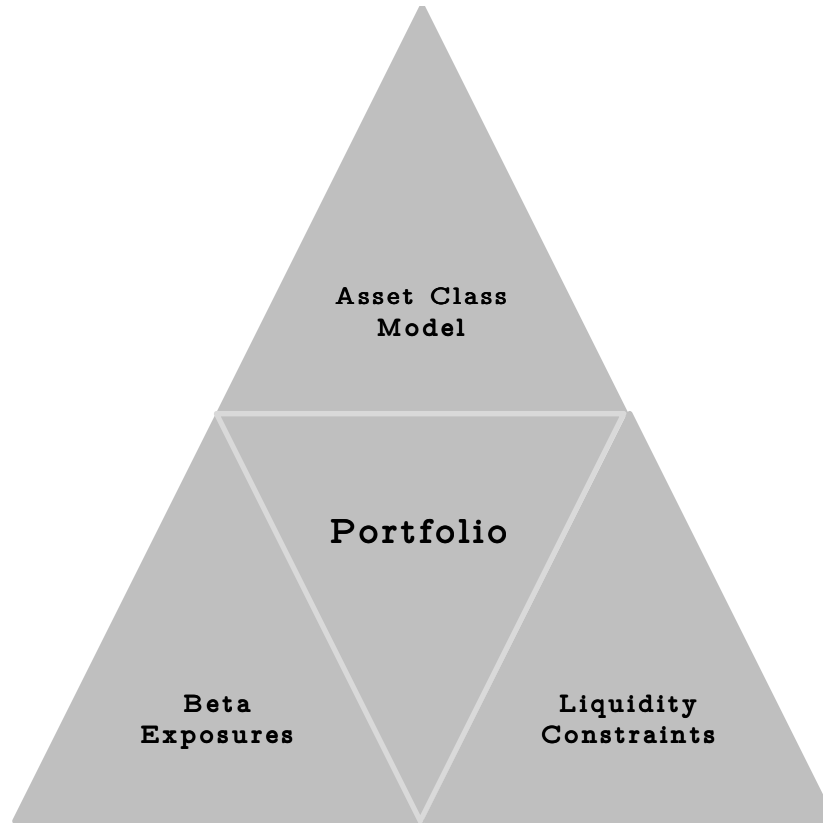 Asset Class
Model
Portfolio
Beta
Exposures
Liquidity
Constraints